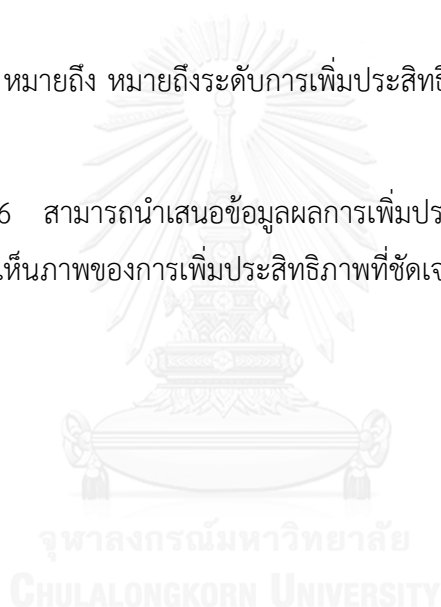 หมายถึง หมายถึงระดับการเพิ่มประสิทธิ
6 สามารถนำเสนอข้อมูลผลการเพิ่มประ
เห็นภาพของการเพิ่มประสิทธิภาพที่ชัดเจ
จุฬาลงกรณ์มหาวิทยาลัย
CHULALONGKORN UNIVERSITY